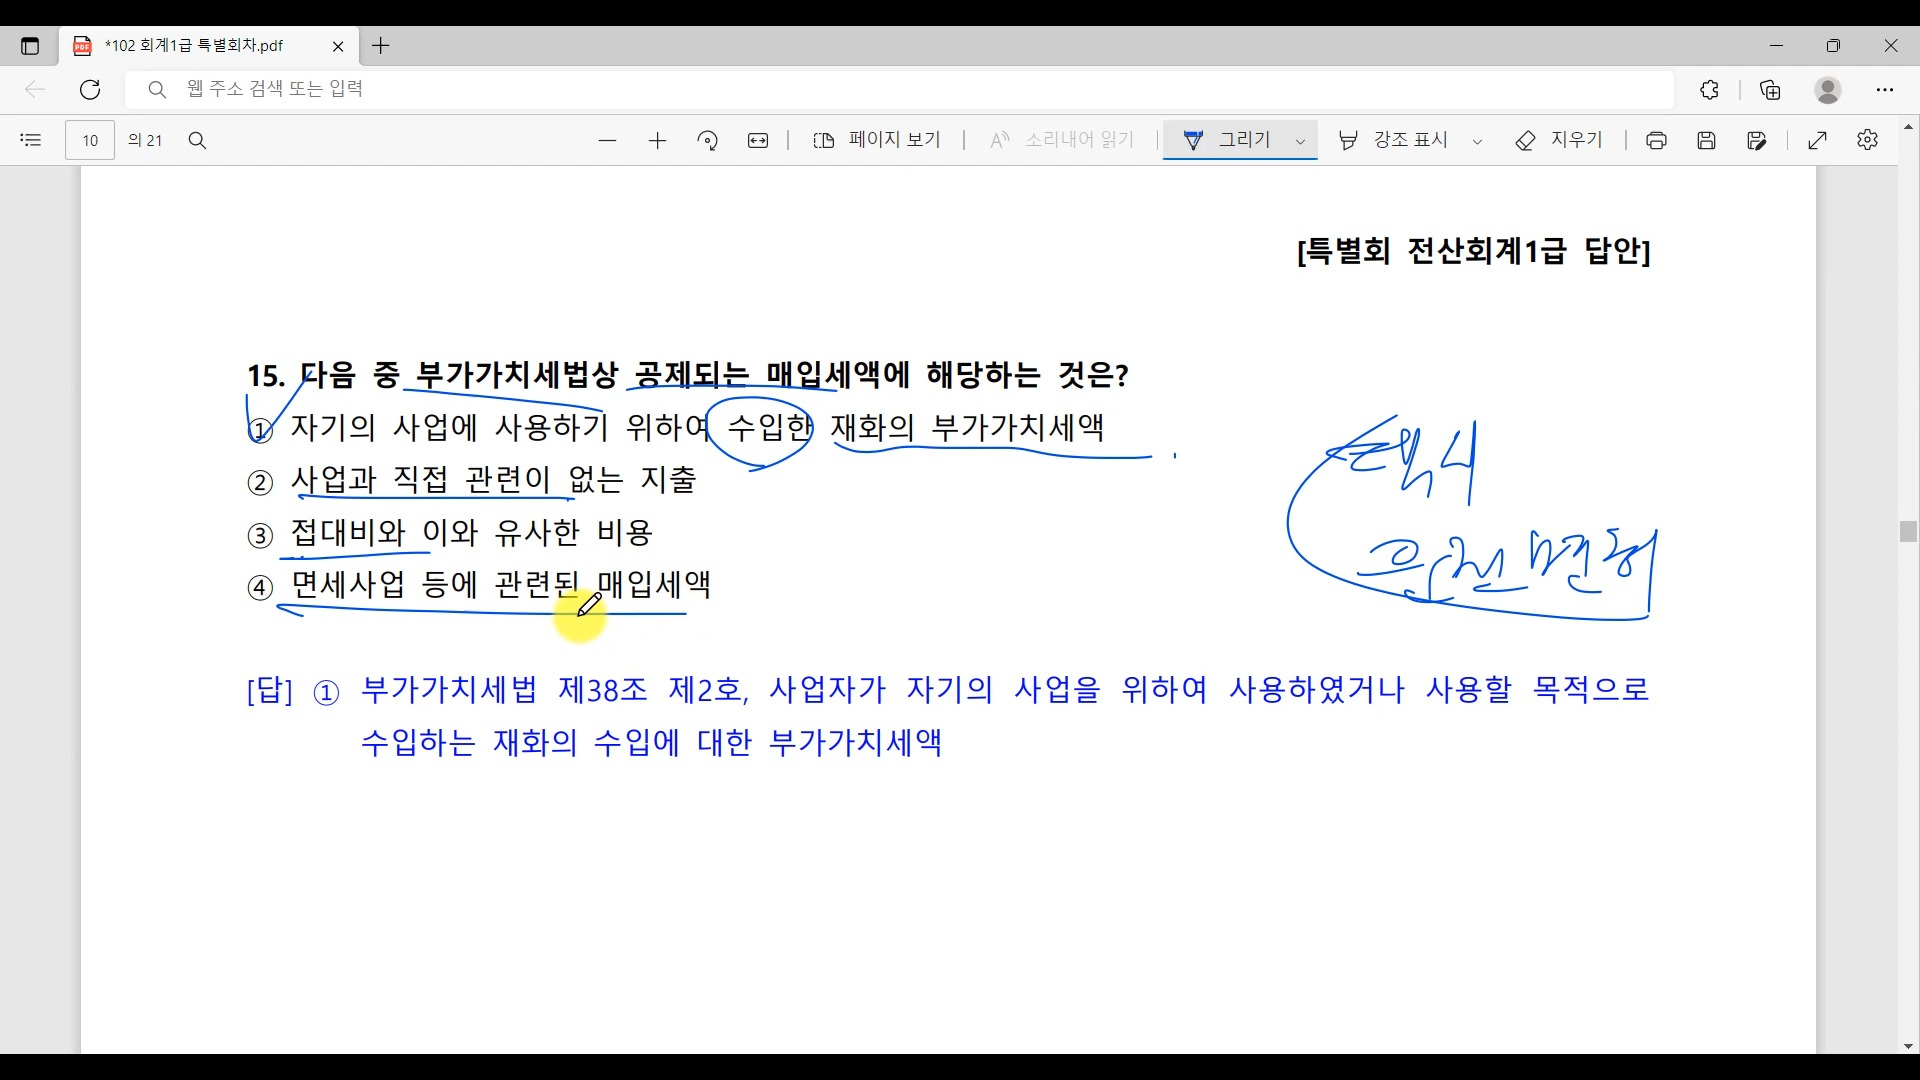 *102 회계1급 특별회차.pdf
웹 주소 검색 또는 입력
10 의 21 페이지 보기 소리내어 읽기 그리기 강조 표시 지우기
[특별회 전산회계1급 답안]
15. 다음 중 부가가치세법상 공제되는 매입세액에 해당하는 것은?
① 자기의 사업에 사용하기 위하여 수입한 재화의 부가가치세액
② 사업과 직접 관련이 없는 지출
③ 접대비와 이와 유사한 비용
④ 면세사업 등에 관련된 매입세액
택시
[답] ① 부가가치세법 제38조 제2호, 사업자가 자기의 사업을 위하여 사용하였거나 사용할 목적으로
수입하는 재화의 수입에 대한 부가가치세액